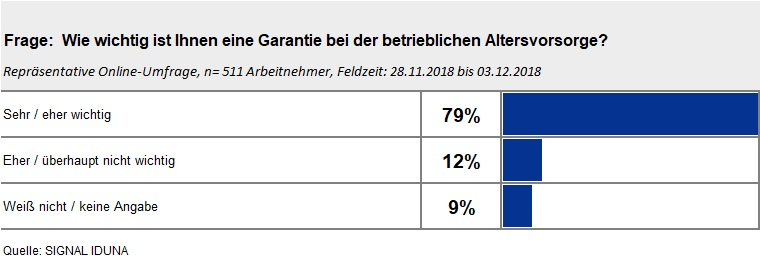 Frage:  Wie wichtig ist Ihnen eine Garantie bei der betrieblichen Altersvorsorge?
Repräsentative Online-Umfrage, n= 511 Arbeitnehmer, Feldzeit: 28.11.2018 bis 03.12.2018
Sehr / eher wichtig 79%
Eher / überhaupt nicht wichtig 12%
Weiß nicht / keine Angabe 9%
Quelle: SIGNAL IDUNA